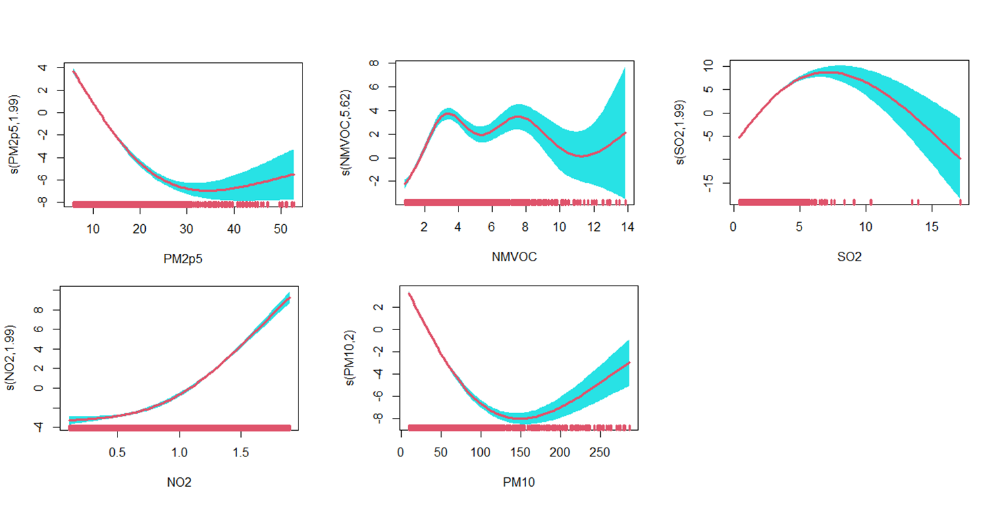 s(PM2p5,1.99)
4
2
0
-2
-4
-6
-8
10 20 30 40 50
PM2p5
s(NMVOC,5.62)
8
6
4
2
0
-2
2 4 6 8 10 12 14
NMVOC
s(SO2,1.99)
10
5
0
-5
-15
0 5 10 15
SO2
s(NO2,1.99)
8
6
4
2
0
-4
0.5 1.0 1.5
NO2
s(PM10,2)
2
0
-2
-4
-6
-8
0 50 100 150 200 250
PM10